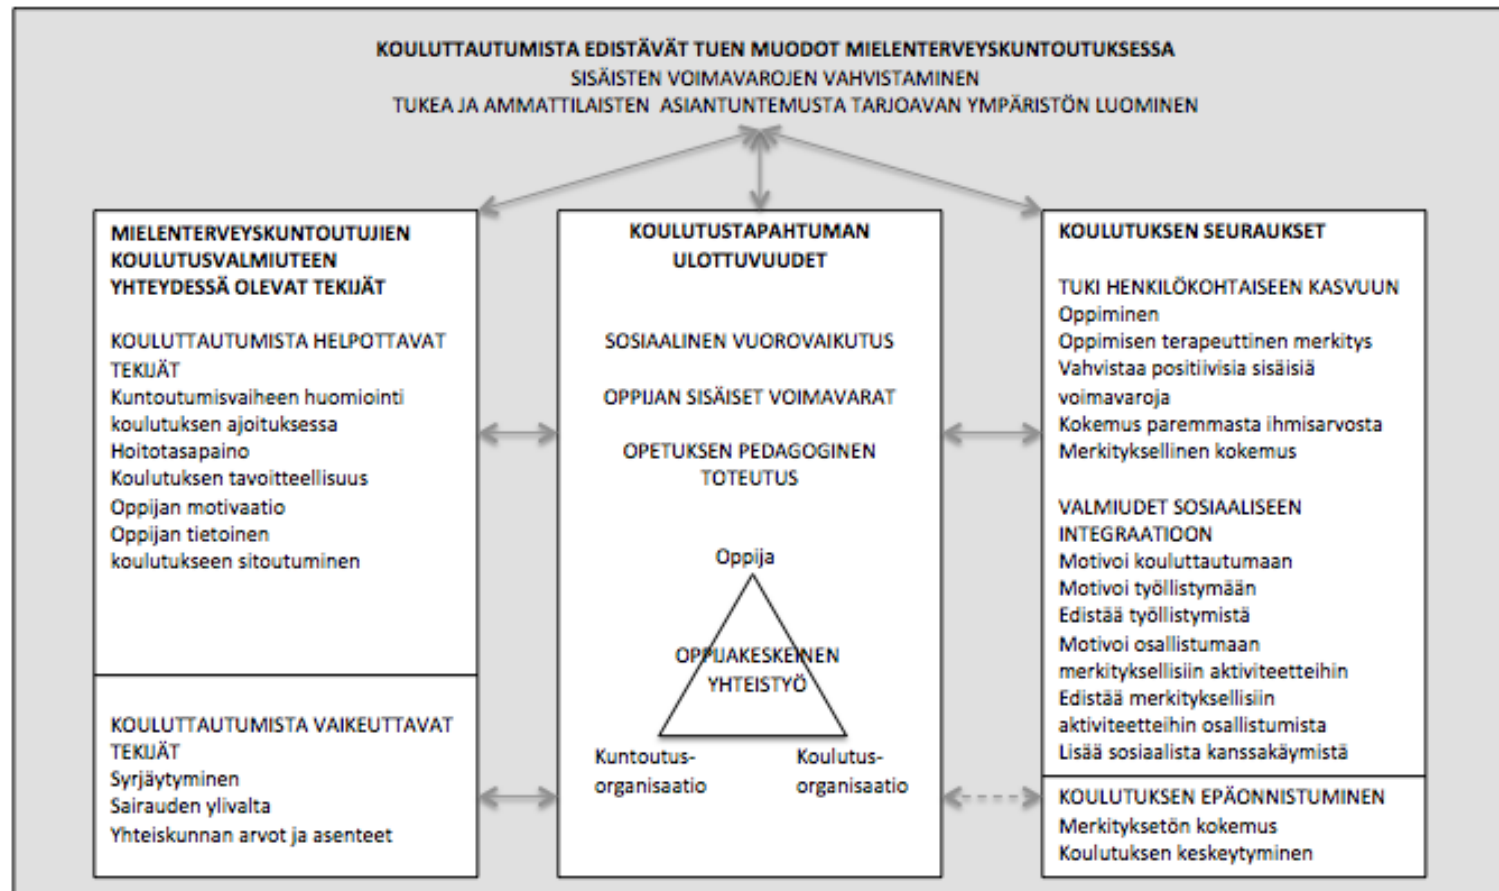 KOULUTTAUTUMISTA EDISTÄVÄT TUEN MUODOT MIELENTERVEYSKUNTOUTUKSESSA
SISÄISTEN VOIMAVAROJEN VAHVISTAMINEN
TUKEA JA AMMATTILAISTEN ASIANTUNTEMUSTA TARJOAVAN YMPÄRISTÖN LUOMINEN
MIELENTERVEYSKUNTOUTUJIEN
KOULUTUSVALMIUTEEN
YHTEYDESSÄ OLEVAT TEKIJÄT
KOULUTTAUTUMISTA HELPOTTAVAT
TEKIJÄT
Kuntoutumisvaiheen huomiointi
koulutuksen ajoituksessa
Hoitotasapaino
Koulutuksen tavoitteellisuus
Oppijan motivaatio
Oppijan tietoinen
koulutukseen sitoutuminen
KOULUTTAUTUMISTA VAIKEUTTAVAT
TEKIJÄT
Syrjäytyminen
Sairauden ylivalta
Yhteiskunnan arvot ja asenteet
KOULUTUSTAPAHTUMAN
ULOTTUVUUDET
SOSIAALINEN VUOROVAIKUTUS
OPPIJAN SISÄISET VOIMAVARAT
OPETUKSEN PEDAGOGINEN
TOTEUTUS
Oppija
OPPIJAKESKEINEN
YHTEISTYÖ
Kuntoutus-
organisaatio
Koulutus-
organisaatio
KOULUTUKSEN SEURAUKSET
TUKI HENKILÖKOHTAISEEN KASVUUN
Oppiminen
Oppimisen terapeuttinen merkitys
Vahvistaa positiivisia sisäisiä
voimavaroja
Kokemus paremmasta ihmisarvosta
Merkityksellinen kokemus
VALMIUDET SOSIAALISEEN
INTEGRAATIOON
Motivoi kouluttautumaan
Motivoi työllistymään
Edistää työllistymistä
Motivoi osallistumaan
merkityksellisiin aktiviteetteihin
Edistää merkityksellisiin
aktiviteetteihin osallistumista
Lisää sosiaalista kanssakäymistä
KOULUTUKSEN EPÄONNISTUMINEN
Merkityksetön kokemus
Koulutuksen keskeytyminen